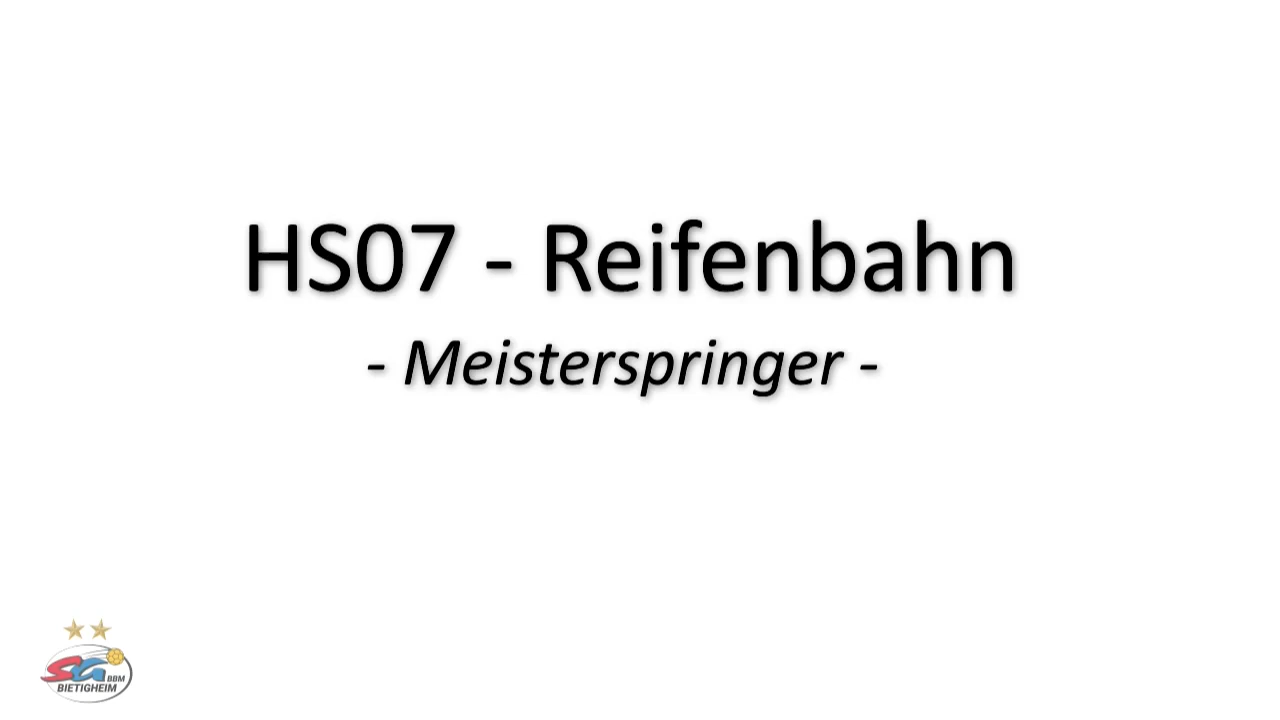 HS07 - Reifenbahn
- Meisterspringer -
SG BBM
BIETIGHEIM